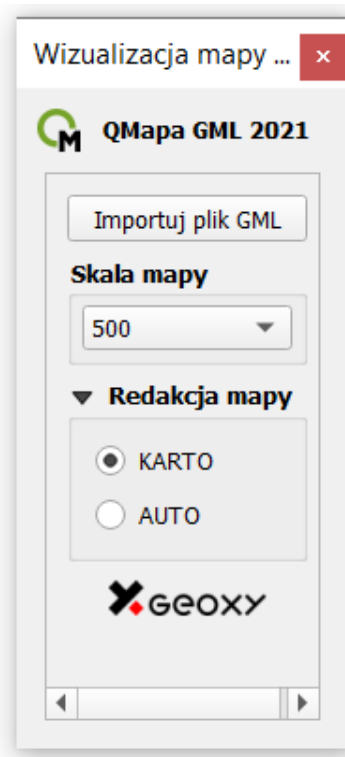 Wizualizacja mapy ...
QMapa GML 2021
Importuj plik GML
Skala mapy
500
Redakcja mapy
KARTO
AUTO
GEOXY